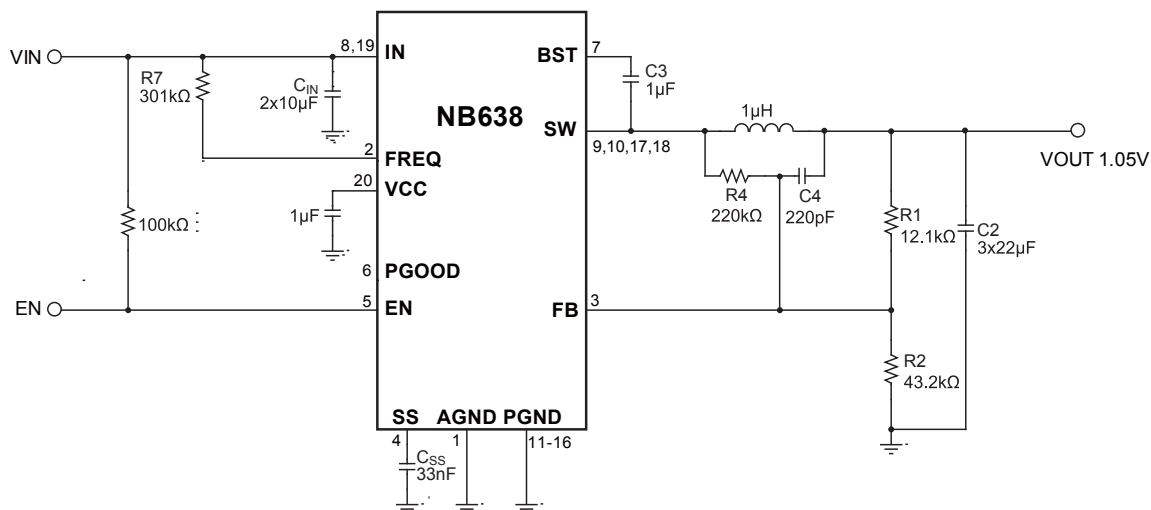 VIN
8,19
IN
BST
7
R7
301kΩ
CIN
2x10µF
C3
1µF
NB638
SW
9,10,17,18
1µH
VOUT 1.05V
2
FREQ
20
VCC
1µF
R4
220kΩ
C4
220pF
R1
12.1kΩ
C2
3x22µF
100kΩ
6
PGOOD
EN
5
EN
FB
3
R2
43.2kΩ
SS
AGND
PGND
4
1
11-16
CSS
33nF